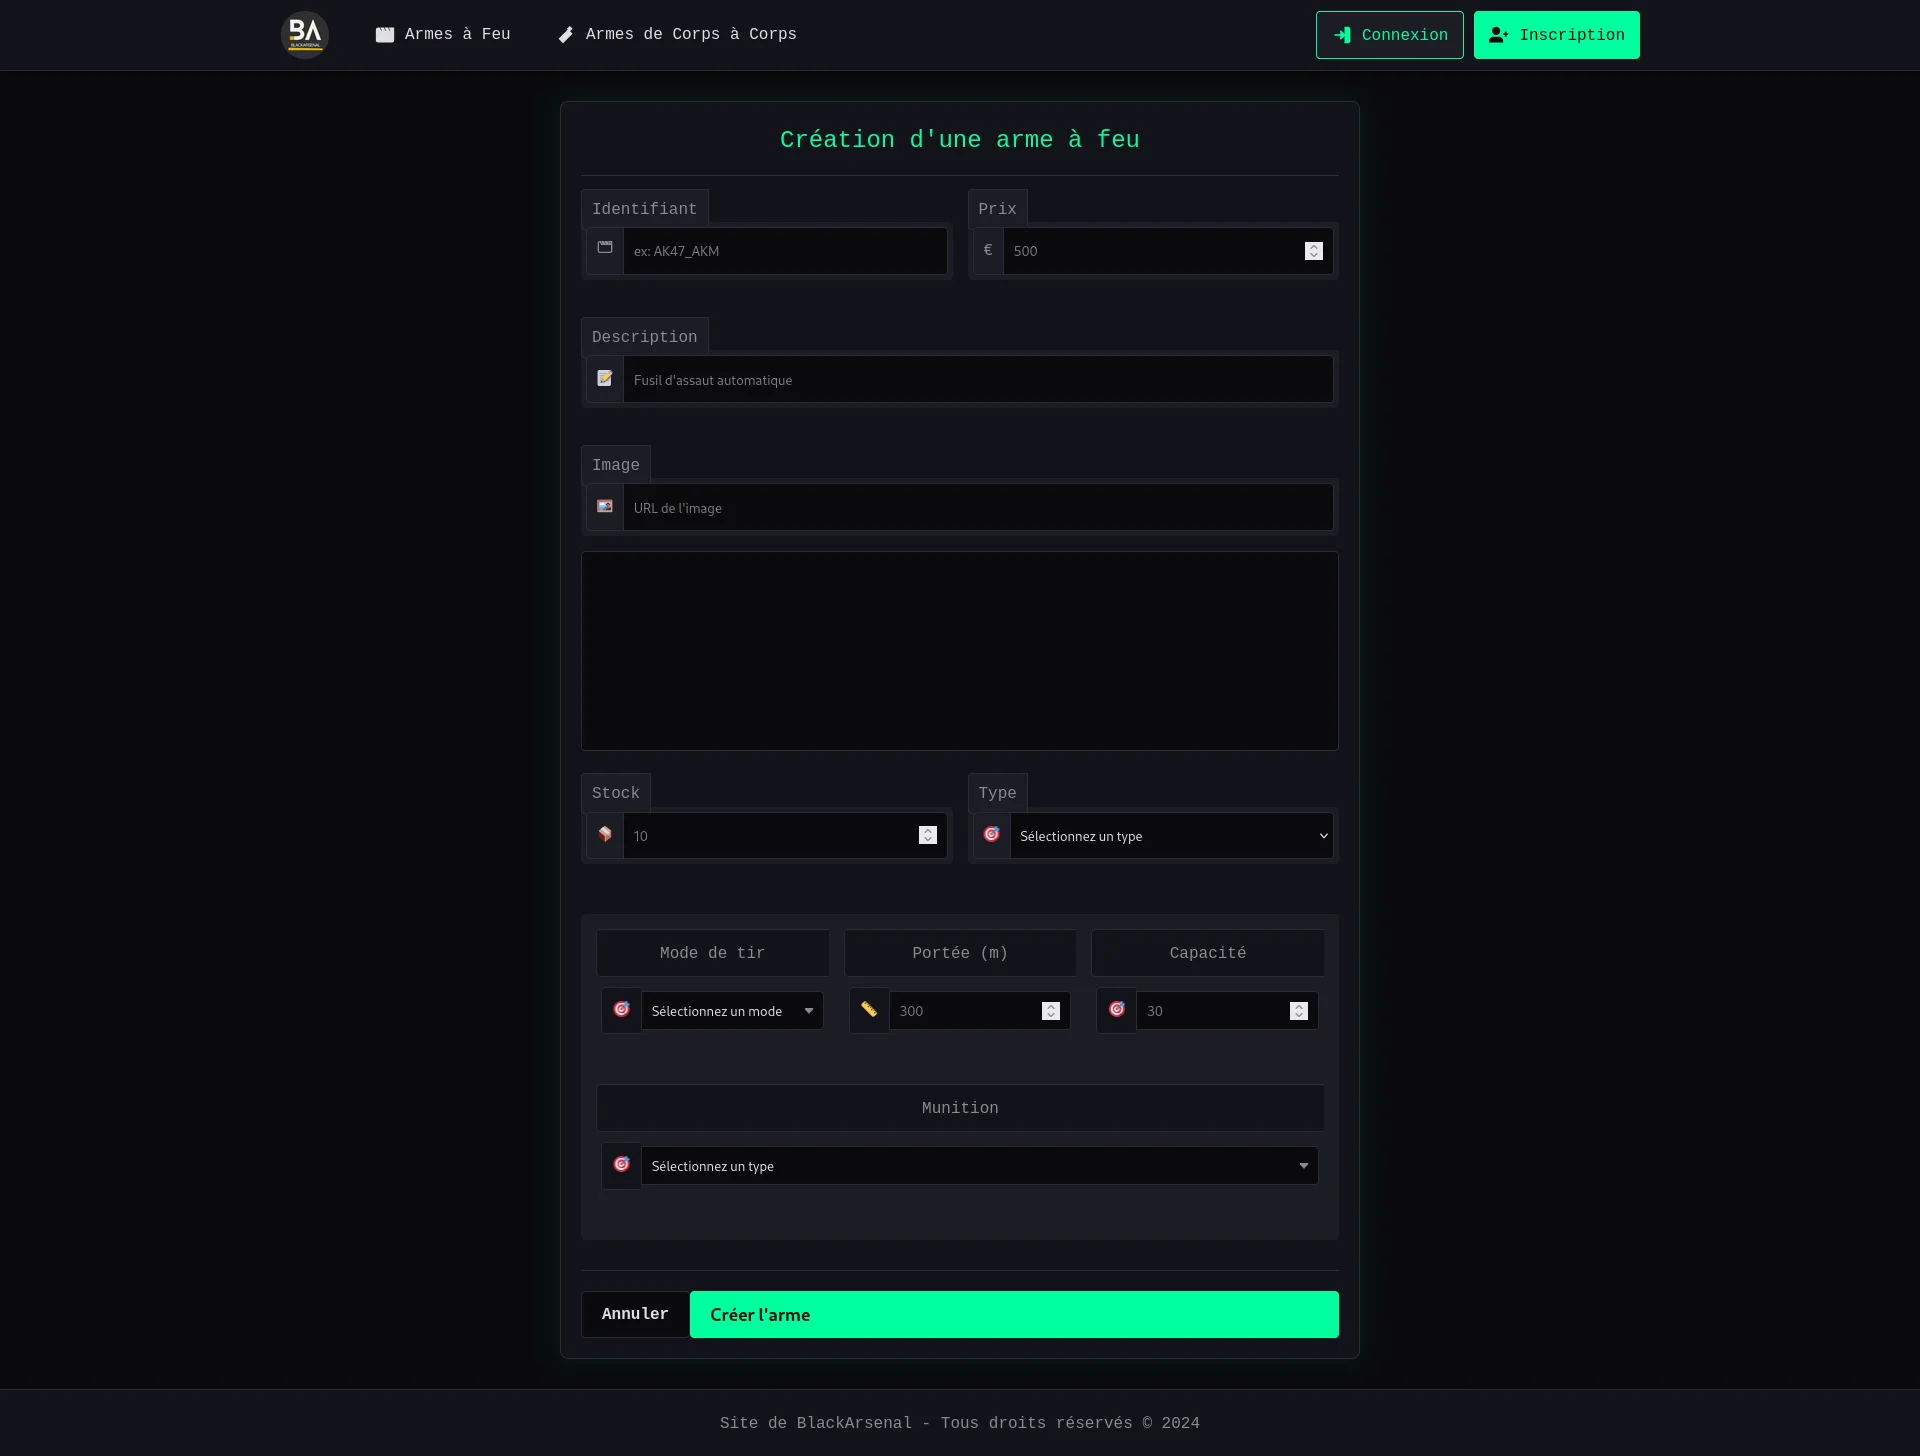 BA
BLACKARSENAL
Armes à Feu
Armes de Corps à Corps
Connexion
Inscription
Création d'une arme à feu
Identifiant
Prix
ex: AK47_AKM
€
500
Description
Fusil d'assaut automatique
Image
URL de l'image
Stock
Type
10
Sélectionnez un type
Mode de tir
Portée (m)
Capacité
Sélectionnez un mode
300
30
Munition
Sélectionnez un type
Annuler
Créer l'arme
Site de BlackArsenal - Tous droits réservés © 2024